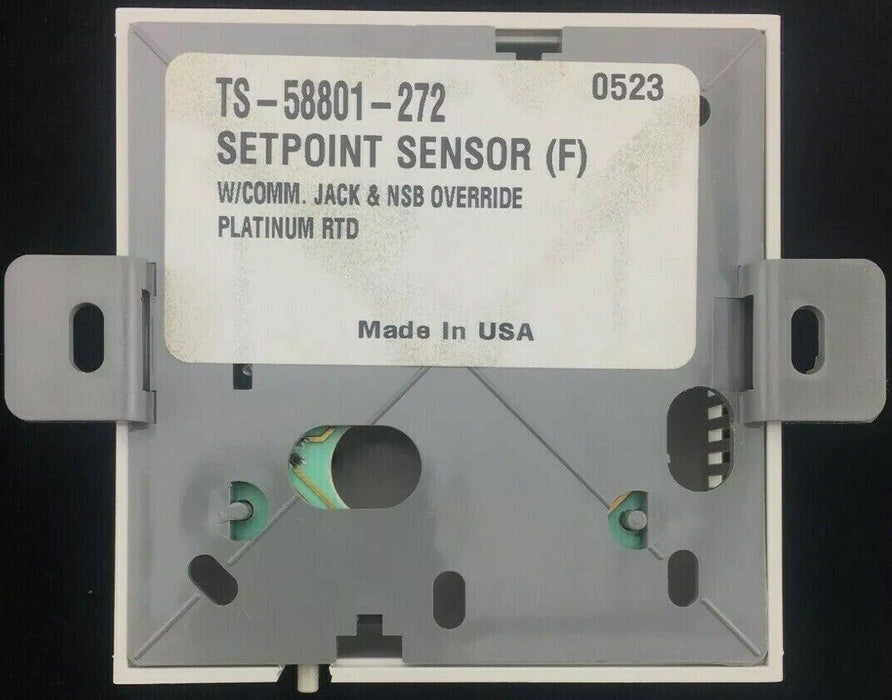 TS-58801-272 0523
SETPOINT SENSOR (F)
W/COMM. JACK & NSB OVERRIDE
PLATINUM RTD
Made In USA